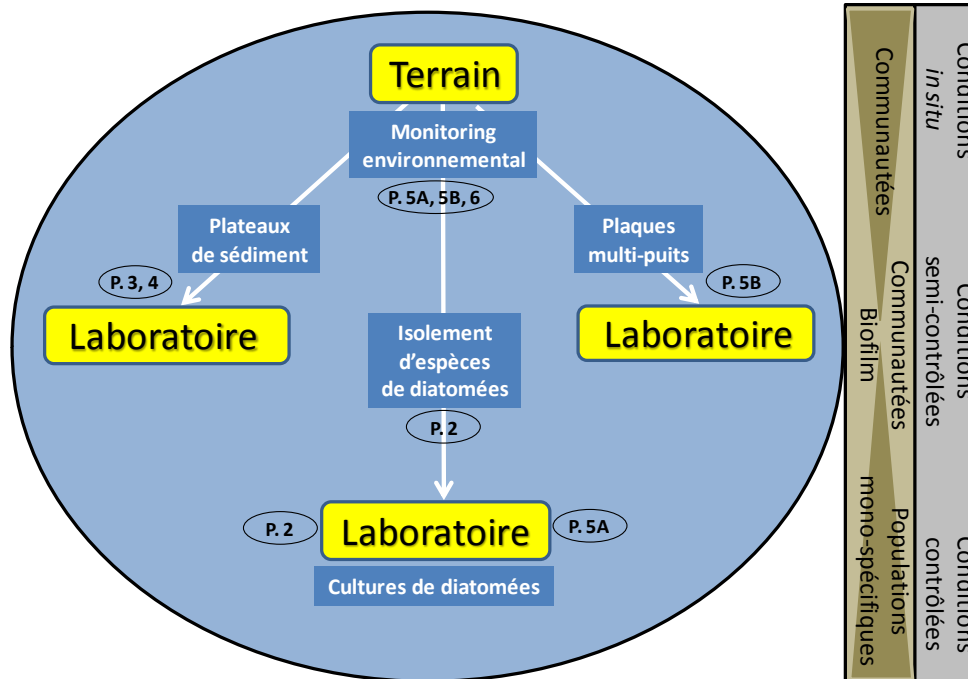 Terrain
Monitoring
environnemental
P. 5A, 5B, 6
Plateaux
de sédiment
P. 3, 4
Laboratoire
Plaques
multi-puits
P. 5B
Laboratoire
Isolement
d'espèces
de diatomées
P. 2
P. 2
Laboratoire
P. 5A
Cultures de diatomées
Communautées
Communautées
Biofilm
Populations
mono-spécifiques
Conditions
in situ
Conditions
semi-contrôlées
Conditions
contrôlées